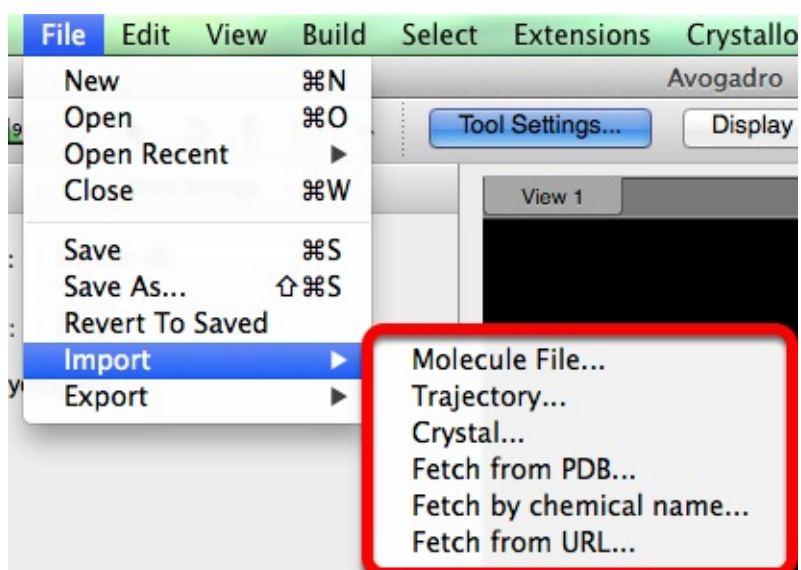 File Edit View Build Select Extensions Crystallo
Avogadro
Tool Settings... Display
View 1
New ⌘N
Open ⌘O
Open Recent ▶
Close ⌘W
Save ⌘S
Save As... ⇧⌘S
Revert To Saved
Import ▶
Export ▶
Molecule File...
Trajectory...
Crystal...
Fetch from PDB...
Fetch by chemical name...
Fetch from URL...